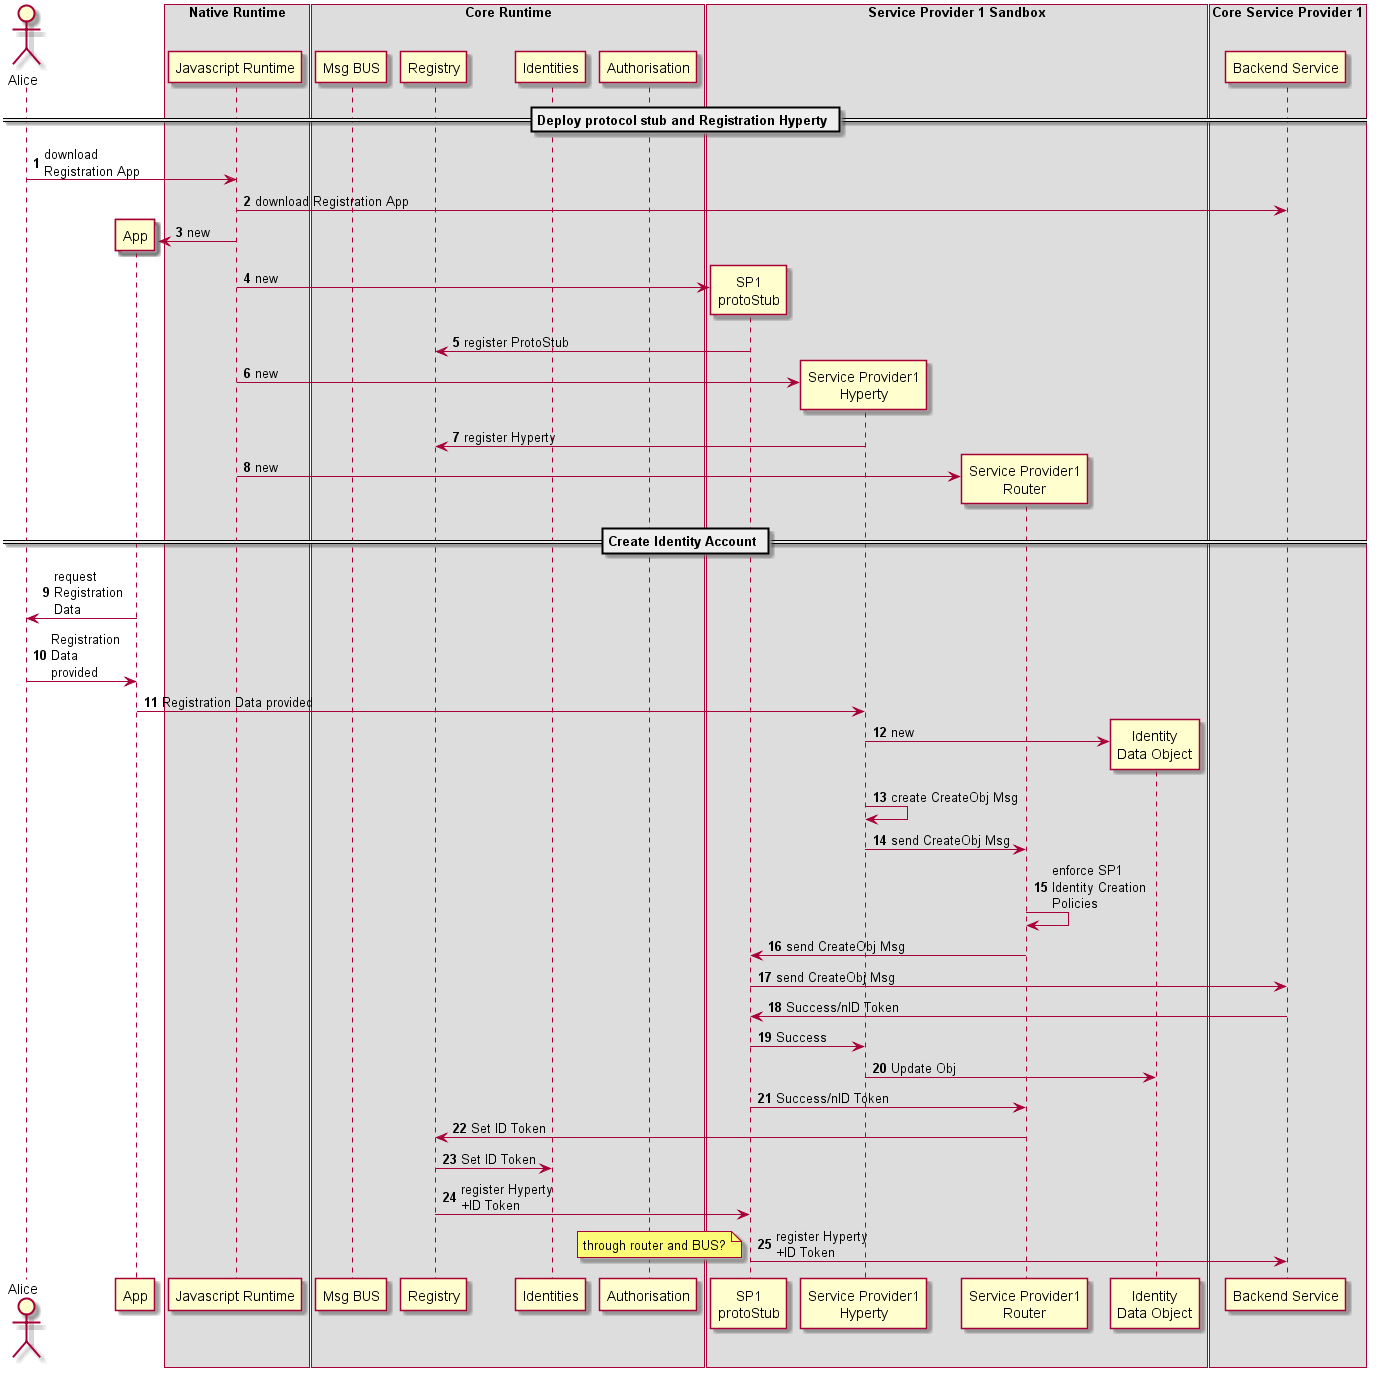 Native Runtime
Core Runtime
Service Provider 1 Sandbox
Core Service Provider 1
Alice
Javascript Runtime
Msg BUS
Registry
Identities
Authorisation
Backend Service
Deploy protocol stub and Registration Hyperty
1 download
Registration App
2 download Registration App
App
3 new
4 new
SP1
protoStub
5 register ProtoStub
6 new
Service Provider1
Hyperty
7 register Hyperty
8 new
Service Provider1
Router
Create Identity Account
9 request
Registration
Data
10 Registration
Data
provided
11 Registration Data provided
12 new
Identity
Data Object
13 create CreateObj Msg
14 send CreateObj Msg
15 enforce SP1
Identity Creation
Policies
16 send CreateObj Msg
17 send CreateObj Msg
18 Success/nID Token
19 Success
20 Update Obj
21 Success/nID Token
22 Set ID Token
23 Set ID Token
24 register Hyperty
+ID Token
through router and BUS?
25 register Hyperty
+ID Token
Alice
App
Javascript Runtime
Msg BUS
Registry
Identities
Authorisation
SP1
protoStub
Service Provider1
Hyperty
Service Provider1
Router
Identity
Data Object
Backend Service